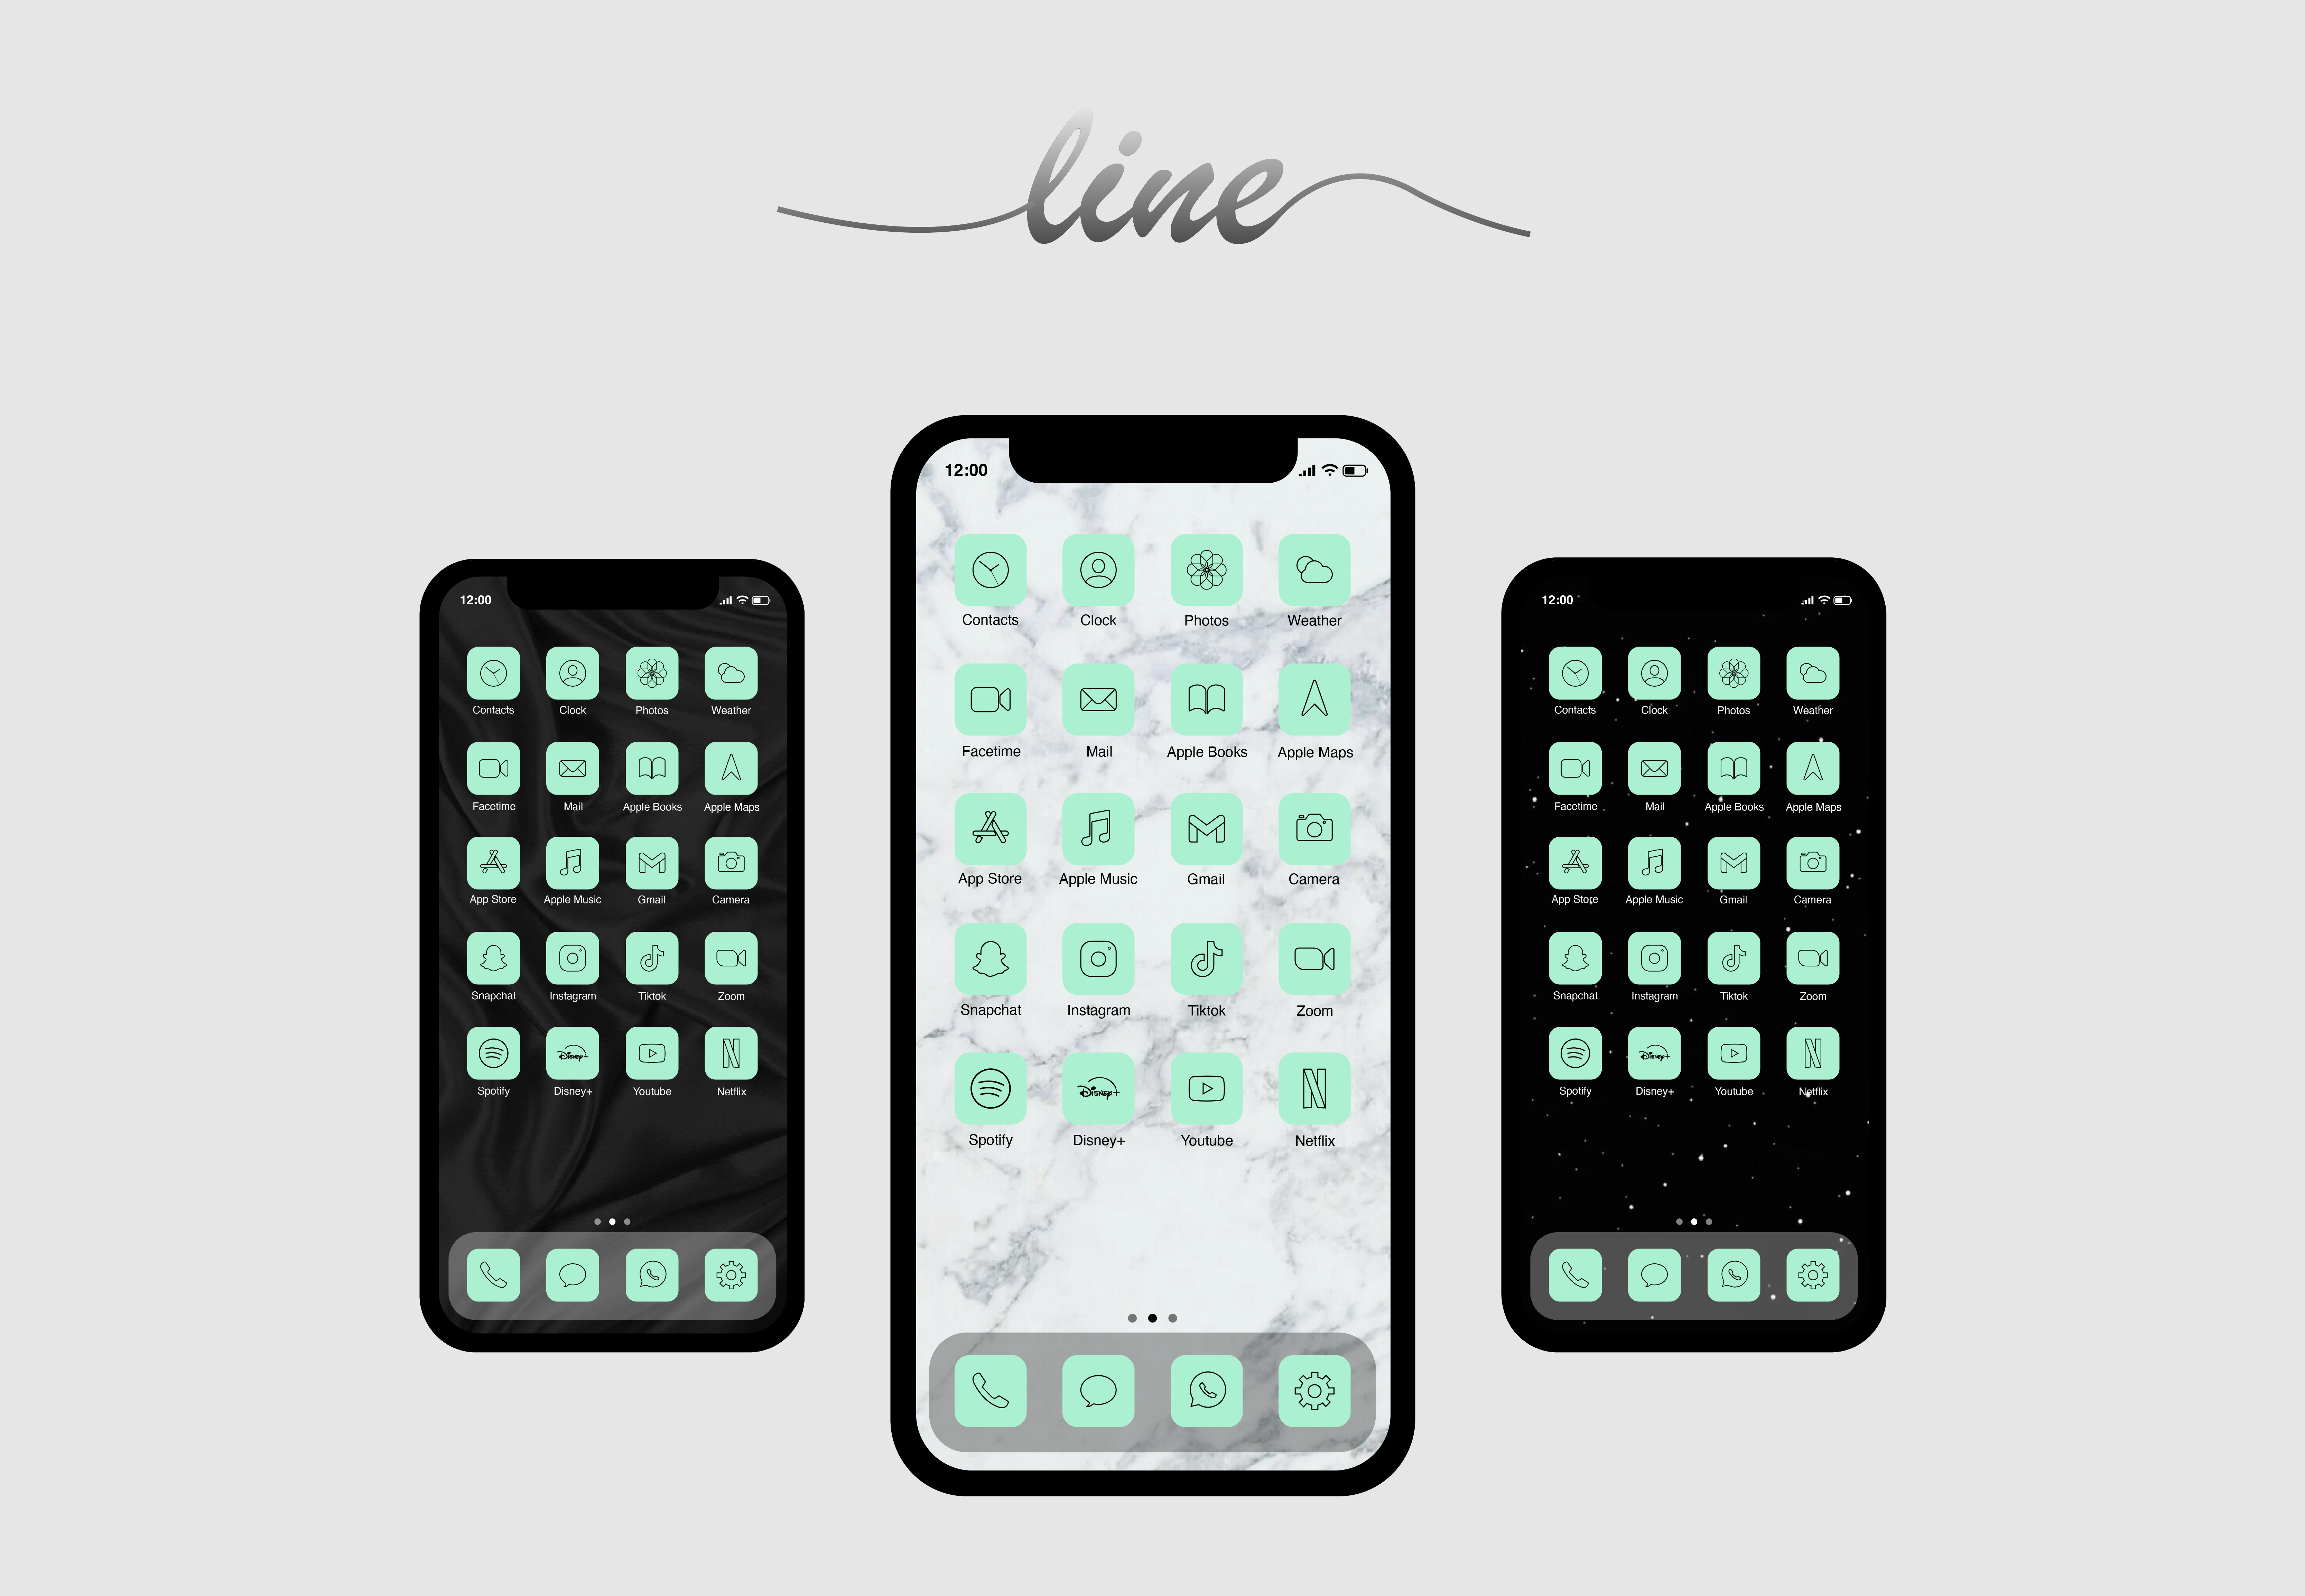 line
12:00
Contacts Clock Photos Weather
Facetime Mail Apple Books Apple Maps
App Store Apple Music Gmail Camera
Snapchat Instagram Tiktok Zoom
Disney+
Spotify Disney+ Youtube Netflix
12:00
Contacts Clock Photos Weather
Facetime Mail Apple Books Apple Maps
App Store Apple Music Gmail Camera
Snapchat Instagram Tiktok Zoom
Disney+
Spotify Disney+ Youtube Netflix
12:00
Contacts Clock Photos Weather
Facetime Mail Apple Books Apple Maps
App Store Apple Music Gmail Camera
Snapchat Instagram Tiktok Zoom
Disney+
Spotify Disney+ Youtube Netflix